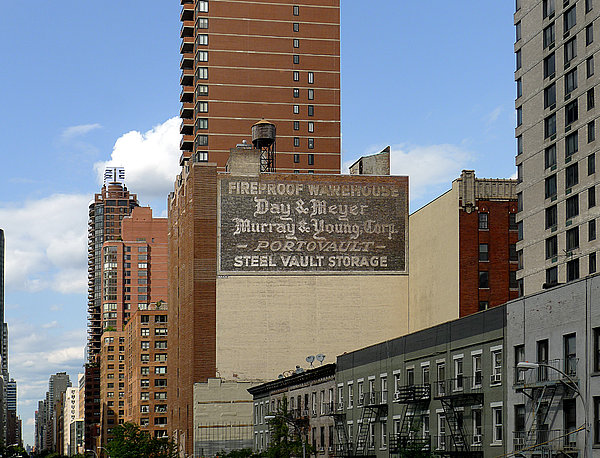 FIREPROOF WAREHOUSE
Day & Meyer
Murray & Young, Corp.
– PORTOVAULT –
STEEL VAULT STORAGE